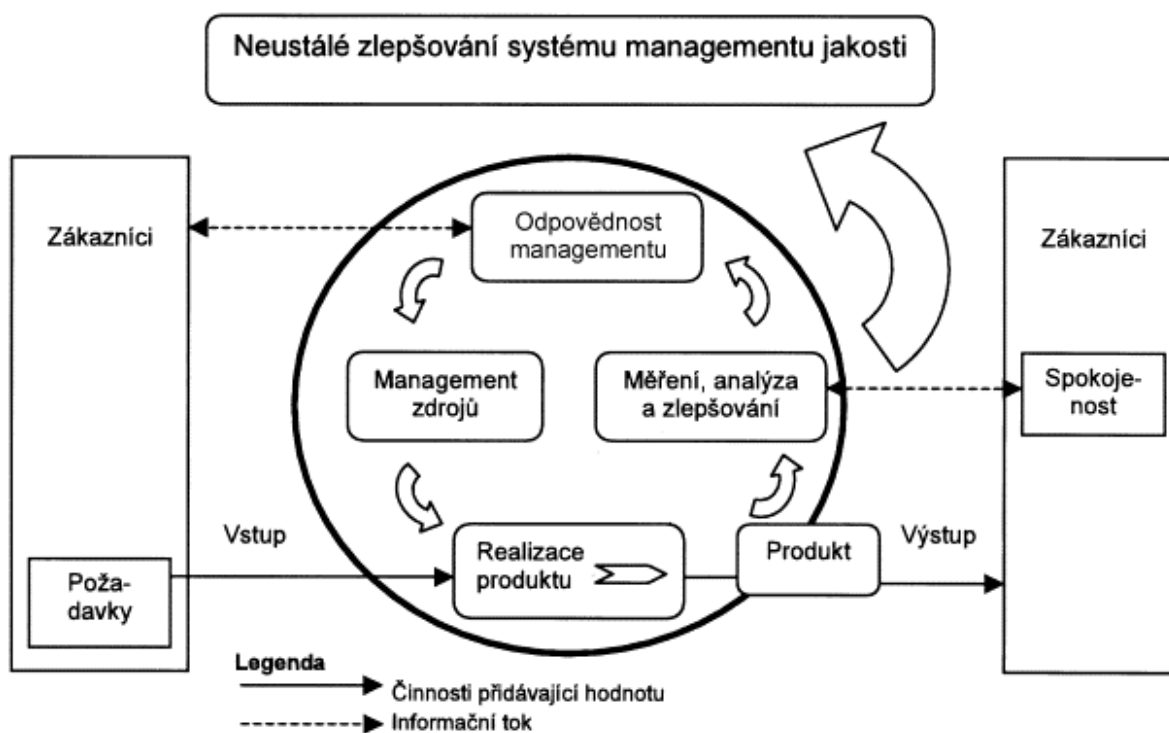 Neustálé zlepšování systému managementu jakosti
Zákazníci
Odpovědnost
managementu
Zákazníci
Management
zdrojů
Měření, analýza
a zlepšování
Spokoje-
nost
Vstup
Realizace
produktu
Produkt
Výstup
Poža-
davky
Legenda
Činnosti přidávající hodnotu
Informační tok